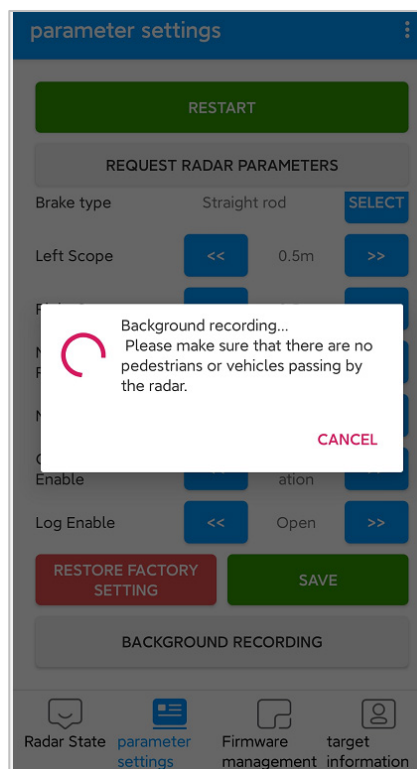 parameter settings
RESTART
REQUEST RADAR PARAMETERS
Brake type Straight rod SELECT
Left Scope << 0.5m >>
Background recording...
Please make sure that there are no
pedestrians or vehicles passing by
the radar.
CANCEL
Enable ation
Log Enable << Open >>
RESTORE FACTORY
SETTING
SAVE
BACKGROUND RECORDING
Radar State parameter Firmware target
settings management information